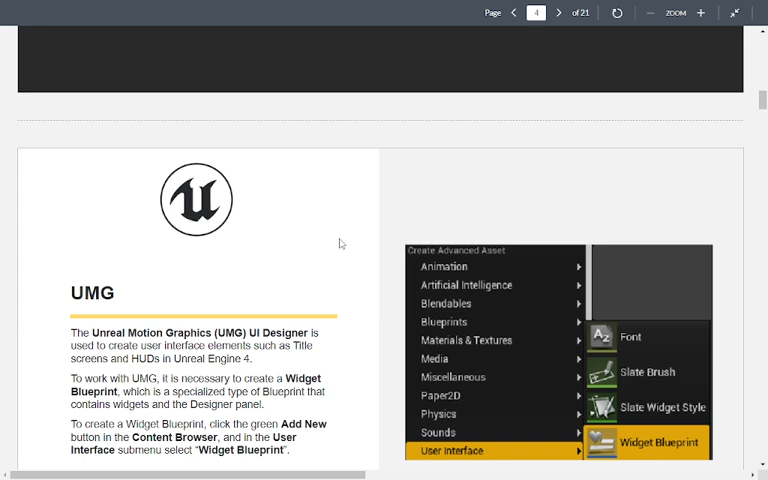 Page 4 of 21 ZOOM
UMG
The Unreal Motion Graphics (UMG) UI Designer is
used to create user interface elements such as Title
screens and HUDs in Unreal Engine 4.
To work with UMG, it is necessary to create a Widget
Blueprint, which is a specialized type of Blueprint that
contains widgets and the Designer panel.
To create a Widget Blueprint, click the green Add New
button in the Content Browser, and in the User
Interface submenu select "Widget Blueprint".
Create Advanced Asset
Animation
Artificial Intelligence
Blendables
Blueprints
Materials & Textures
Media
Miscellaneous
Paper2D
Physics
Sounds
User Interface
Font
Slate Brush
Slate Widget Style
Widget Blueprint